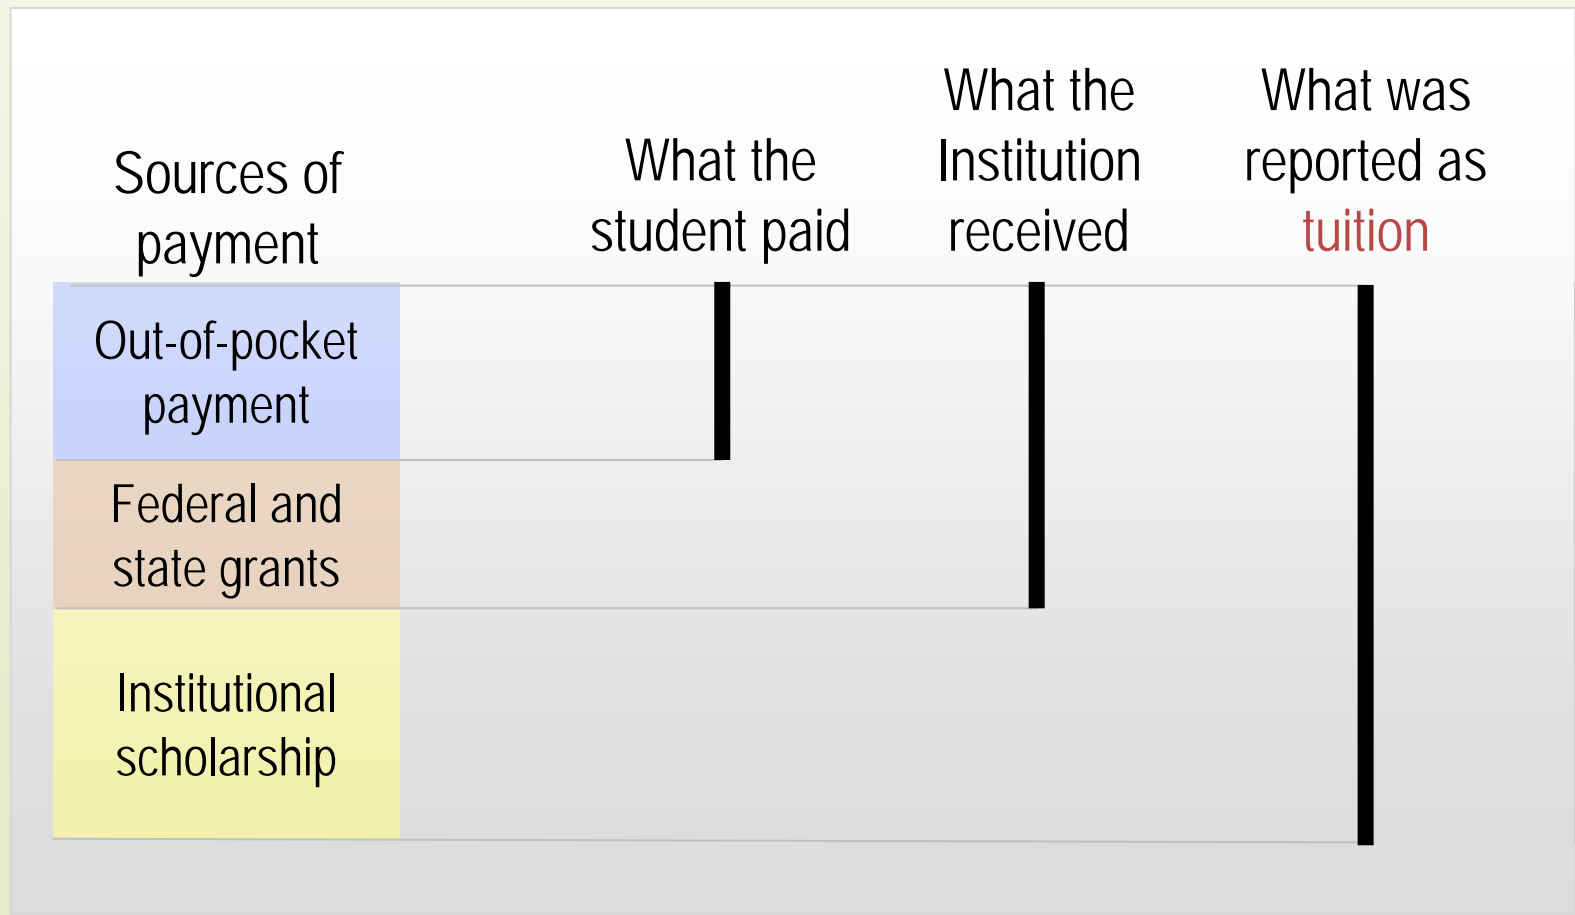 Sources of
payment
What the
student paid
What the
Institution
received
What was
reported as
tuition
Out-of-pocket
payment
Federal and
state grants
Institutional
scholarship